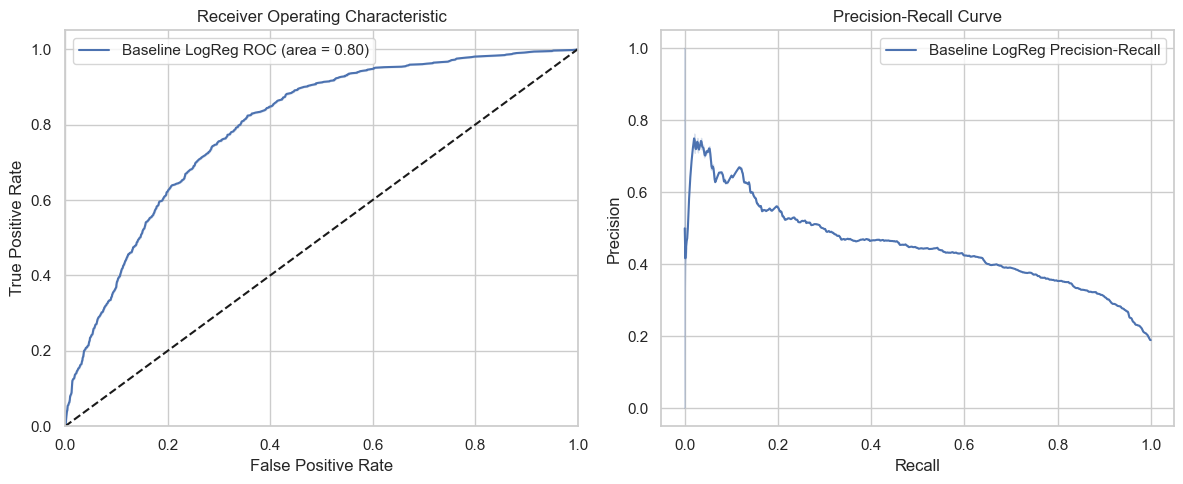 Receiver Operating Characteristic
Baseline LogReg ROC (area = 0.80)
1.0
0.8
0.6
0.4
0.2
0.0
True Positive Rate
0.0 0.2 0.4 0.6 0.8 1.0
False Positive Rate
Precision-Recall Curve
Baseline LogReg Precision-Recall
1.0
0.8
0.6
0.4
0.2
0.0
Precision
0.0 0.2 0.4 0.6 0.8 1.0
Recall